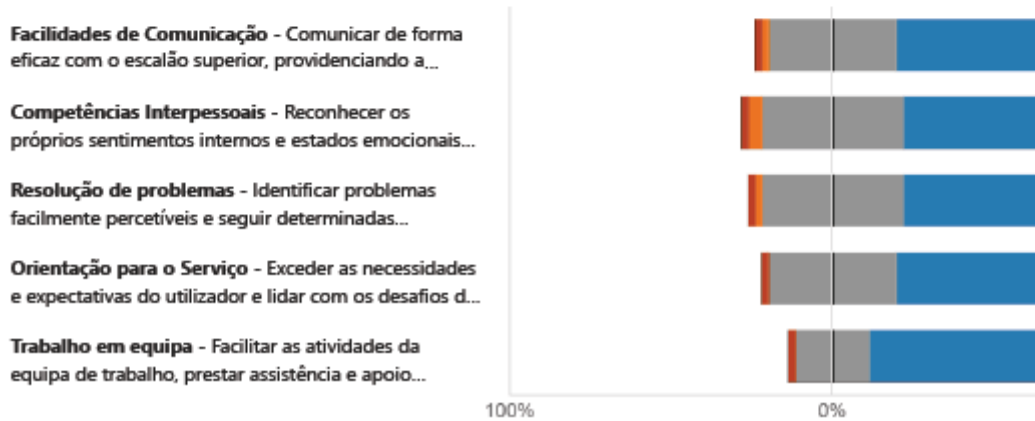 Facilidades de Comunicação - Comunicar de forma
eficaz com o escalão superior, providenciando a...
Competências Interpessoais - Reconhecer os
próprios sentimentos internos e estados emocionais...
Resolução de problemas - Identificar problemas
facilmente percetíveis e seguir determinadas...
Orientação para o Serviço - Exceder as necessidades
e expectativas do utilizador e lidar com os desafios d...
Trabalho em equipa - Facilitar as atividades da
equipa de trabalho, prestar assistência e apoio...
100% 0%